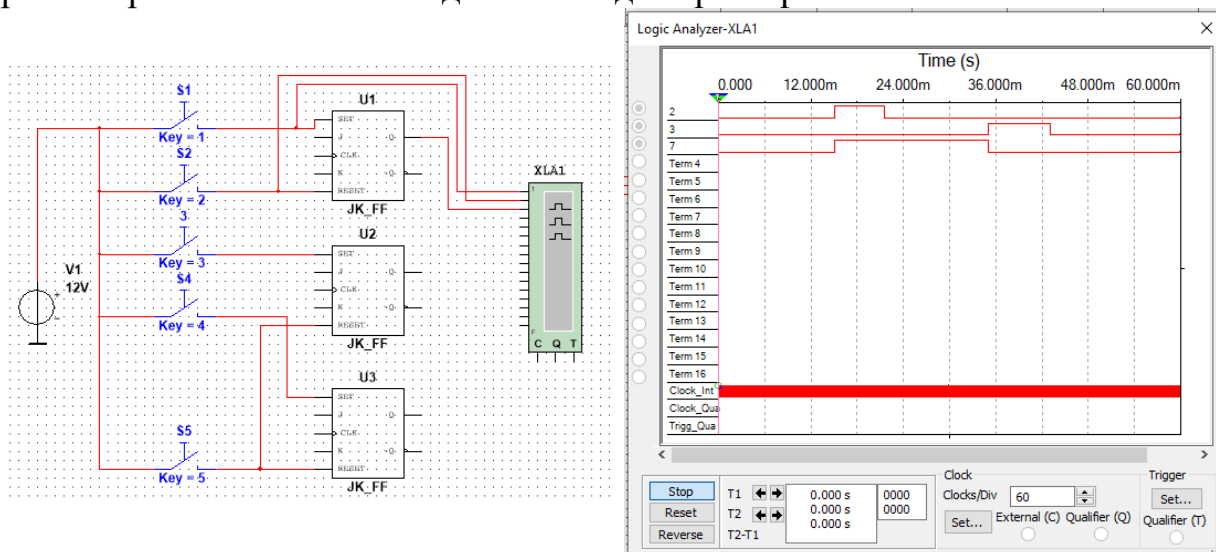 Logic Analyzer-XLA1
Time (s)
0.000 12.000m 24.000m 36.000m 48.000m 60.000m
2
3
7
Term 4
Term 5
Term 6
Term 7
Term 8
Term 9
Term 10
Term 11
Term 12
Term 13
Term 14
Term 15
Term 16
Clock_Int
Clock_Qua
Trigg_Qua
Stop
Reset
Reverse
T1
T2
T2-T1
0.000 s
0.000 s
0.000 s
0000
0000
Clock
Clocks/Div 60
Set...
External (C) Qualifier (Q)
Trigger
Set...
Qualifier (T)
S1
Key = 1
S2
Key = 2
3
Key = 3
S4
Key = 4
S5
Key = 5
V1
12V
U1
SET
J Q
CLK
K ~Q
RESET
JK_FF
U2
SET
J Q
CLK
K ~Q
RESET
JK_FF
U3
SET
J Q
CLK
K ~Q
RESET
JK_FF
XLA1
1
F
C Q T